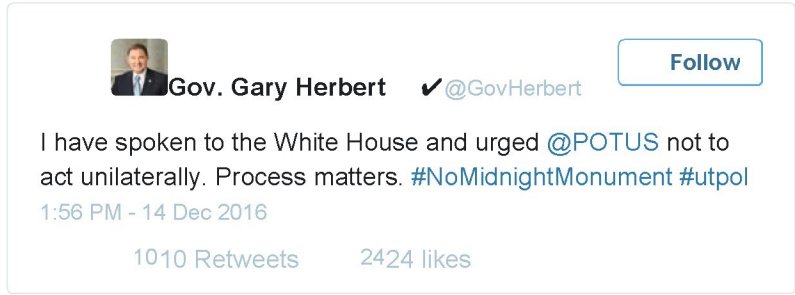 Gov. Gary Herbert ✔@GovHerbert
Follow
I have spoken to the White House and urged @POTUS not to
act unilaterally. Process matters. #NoMidnightMonument #utpol
1:56 PM - 14 Dec 2016
1010 Retweets 2424 likes